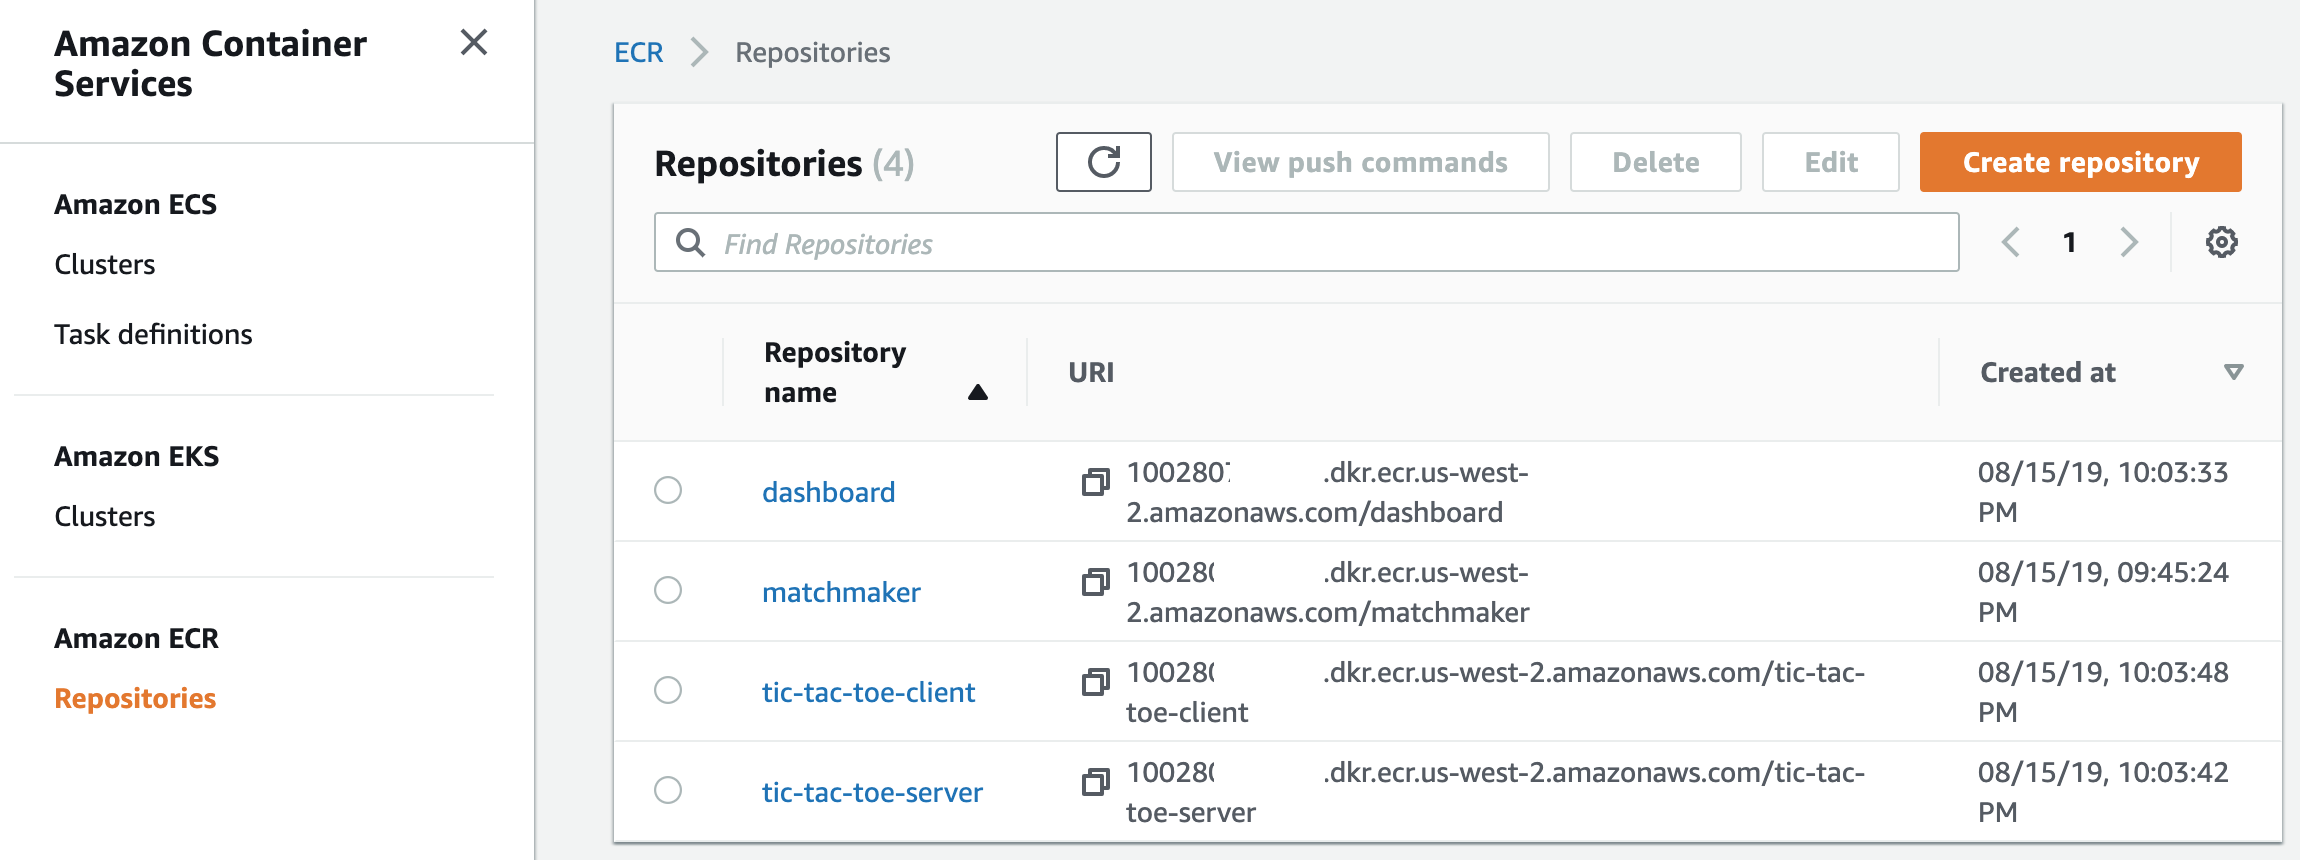 Amazon Container
Services
Amazon ECS
Clusters
Task definitions
Amazon EKS
Clusters
Amazon ECR
Repositories
ECR > Repositories
Repositories (4)
View push commands
Delete
Edit
Create repository
Find Repositories
1
Repository
name
URI
Created at
dashboard
100280 .dkr.ecr.us-west-
2.amazonaws.com/dashboard
08/15/19, 10:03:33
PM
matchmaker
10028 .dkr.ecr.us-west-
2.amazonaws.com/matchmaker
08/15/19, 09:45:24
PM
tic-tac-toe-client
10028 .dkr.ecr.us-west-2.amazonaws.com/tic-tac-
toe-client
08/15/19, 10:03:48
PM
tic-tac-toe-server
10028 .dkr.ecr.us-west-2.amazonaws.com/tic-tac-
toe-server
08/15/19, 10:03:42
PM